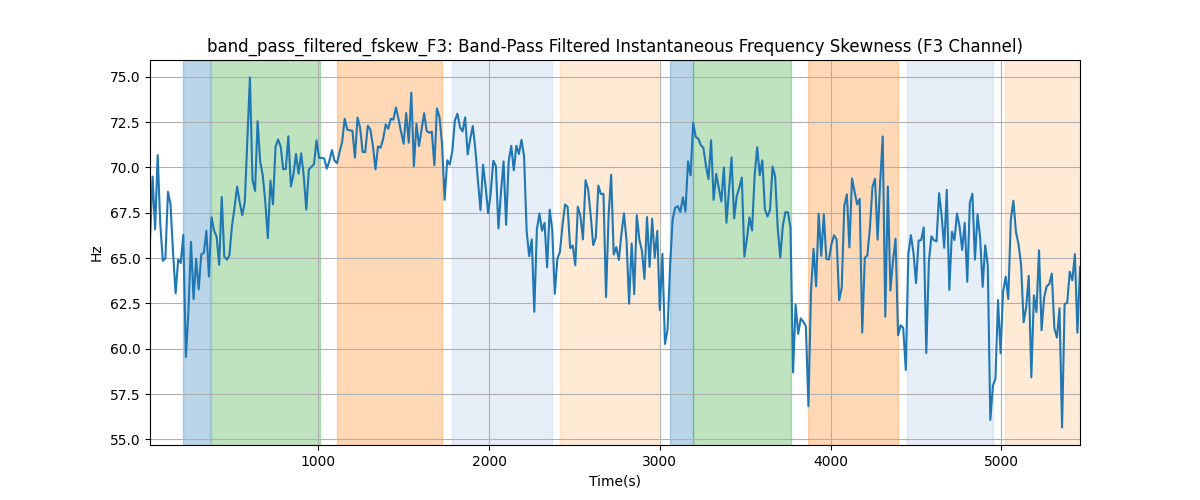 band_pass_filtered_fskew_F3: Band-Pass Filtered Instantaneous Frequency Skewness (F3 Channel)
75.0
72.5
70.0
67.5
65.0
62.5
60.0
57.5
55.0
Hz
1000 2000 3000 4000 5000
Time(s)